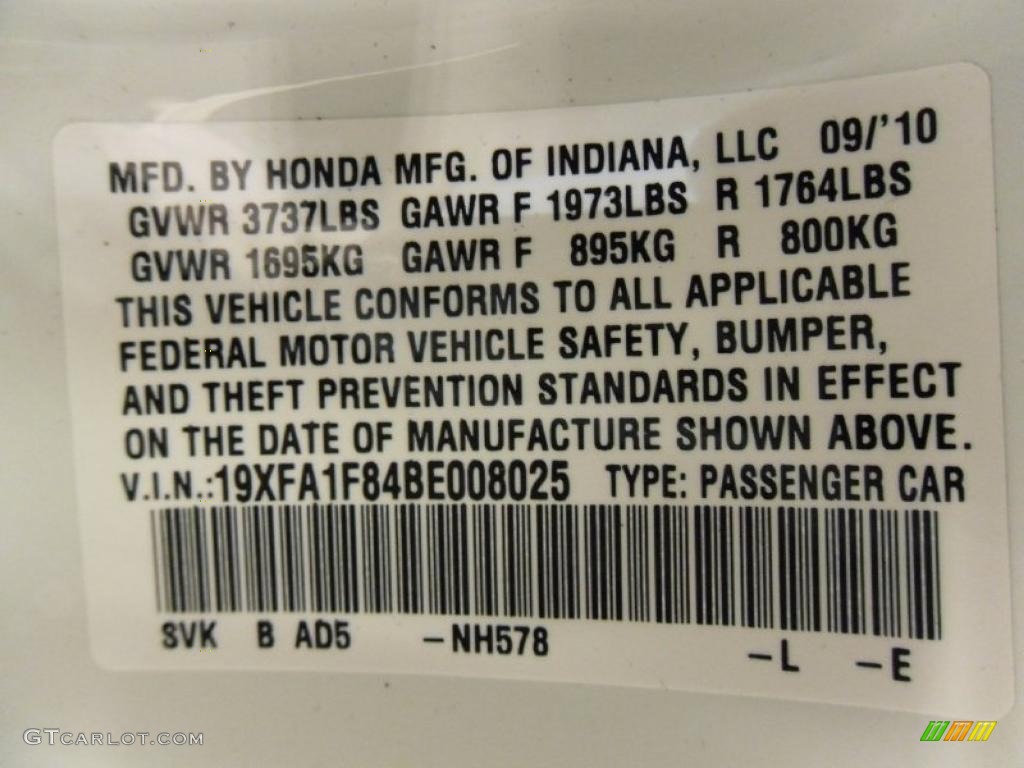 MFD. BY HONDA MFG. OF INDIANA, LLC 09/'10
GVWR 3737LBS GAWR F 1973LBS R 1764LBS
GVWR 1695KG GAWR F 895KG R 800KG
THIS VEHICLE CONFORMS TO ALL APPLICABLE
FEDERAL MOTOR VEHICLE SAFETY, BUMPER,
AND THEFT PREVENTION STANDARDS IN EFFECT
ON THE DATE OF MANUFACTURE SHOWN ABOVE.
V.I.N.:19XFA1F84BE008025 TYPE: PASSENGER CAR
SVK B AD5 –NH578 –L –E
GTCARLOT.COM